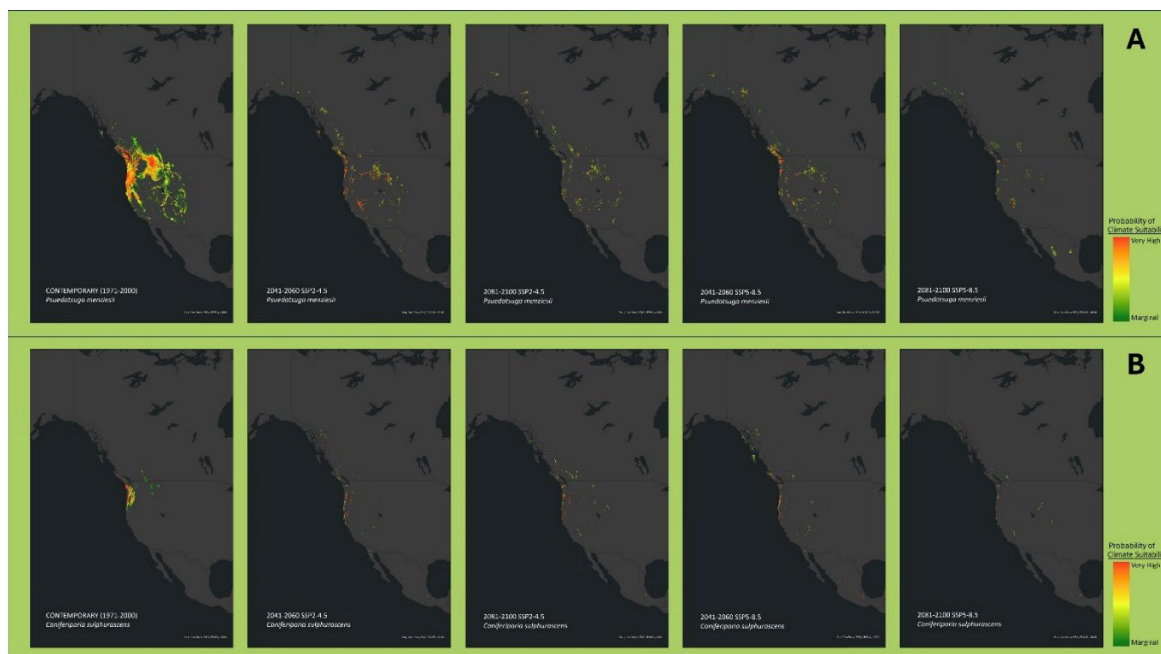 A
CONTEMPORARY (1971-2000)
Psuedotsuga menziesii
2041-2060 SSP2-4.5
Psuedotsuga menziesii
2081-2100 SSP2-4.5
Psuedotsuga menziesii
2041-2060 SSP5-8.5
Psuedotsuga menziesii
2081-2100 SSP5-8.5
Psuedotsuga menziesii
Probability of
Climate Suitabili
Very High
Marginal
B
CONTEMPORARY (1971-2000)
Coniferiporia sulphurascens
2041-2060 SSP2-4.5
Coniferiporia sulphurascens
2081-2100 SSP2-4.5
Coniferiporia sulphurascens
2041-2060 SSP5-8.5
Coniferiporia sulphurascens
2081-2100 SSP5-8.5
Coniferiporia sulphurascens
Probability of
Climate Suitabili
Very High
Marginal